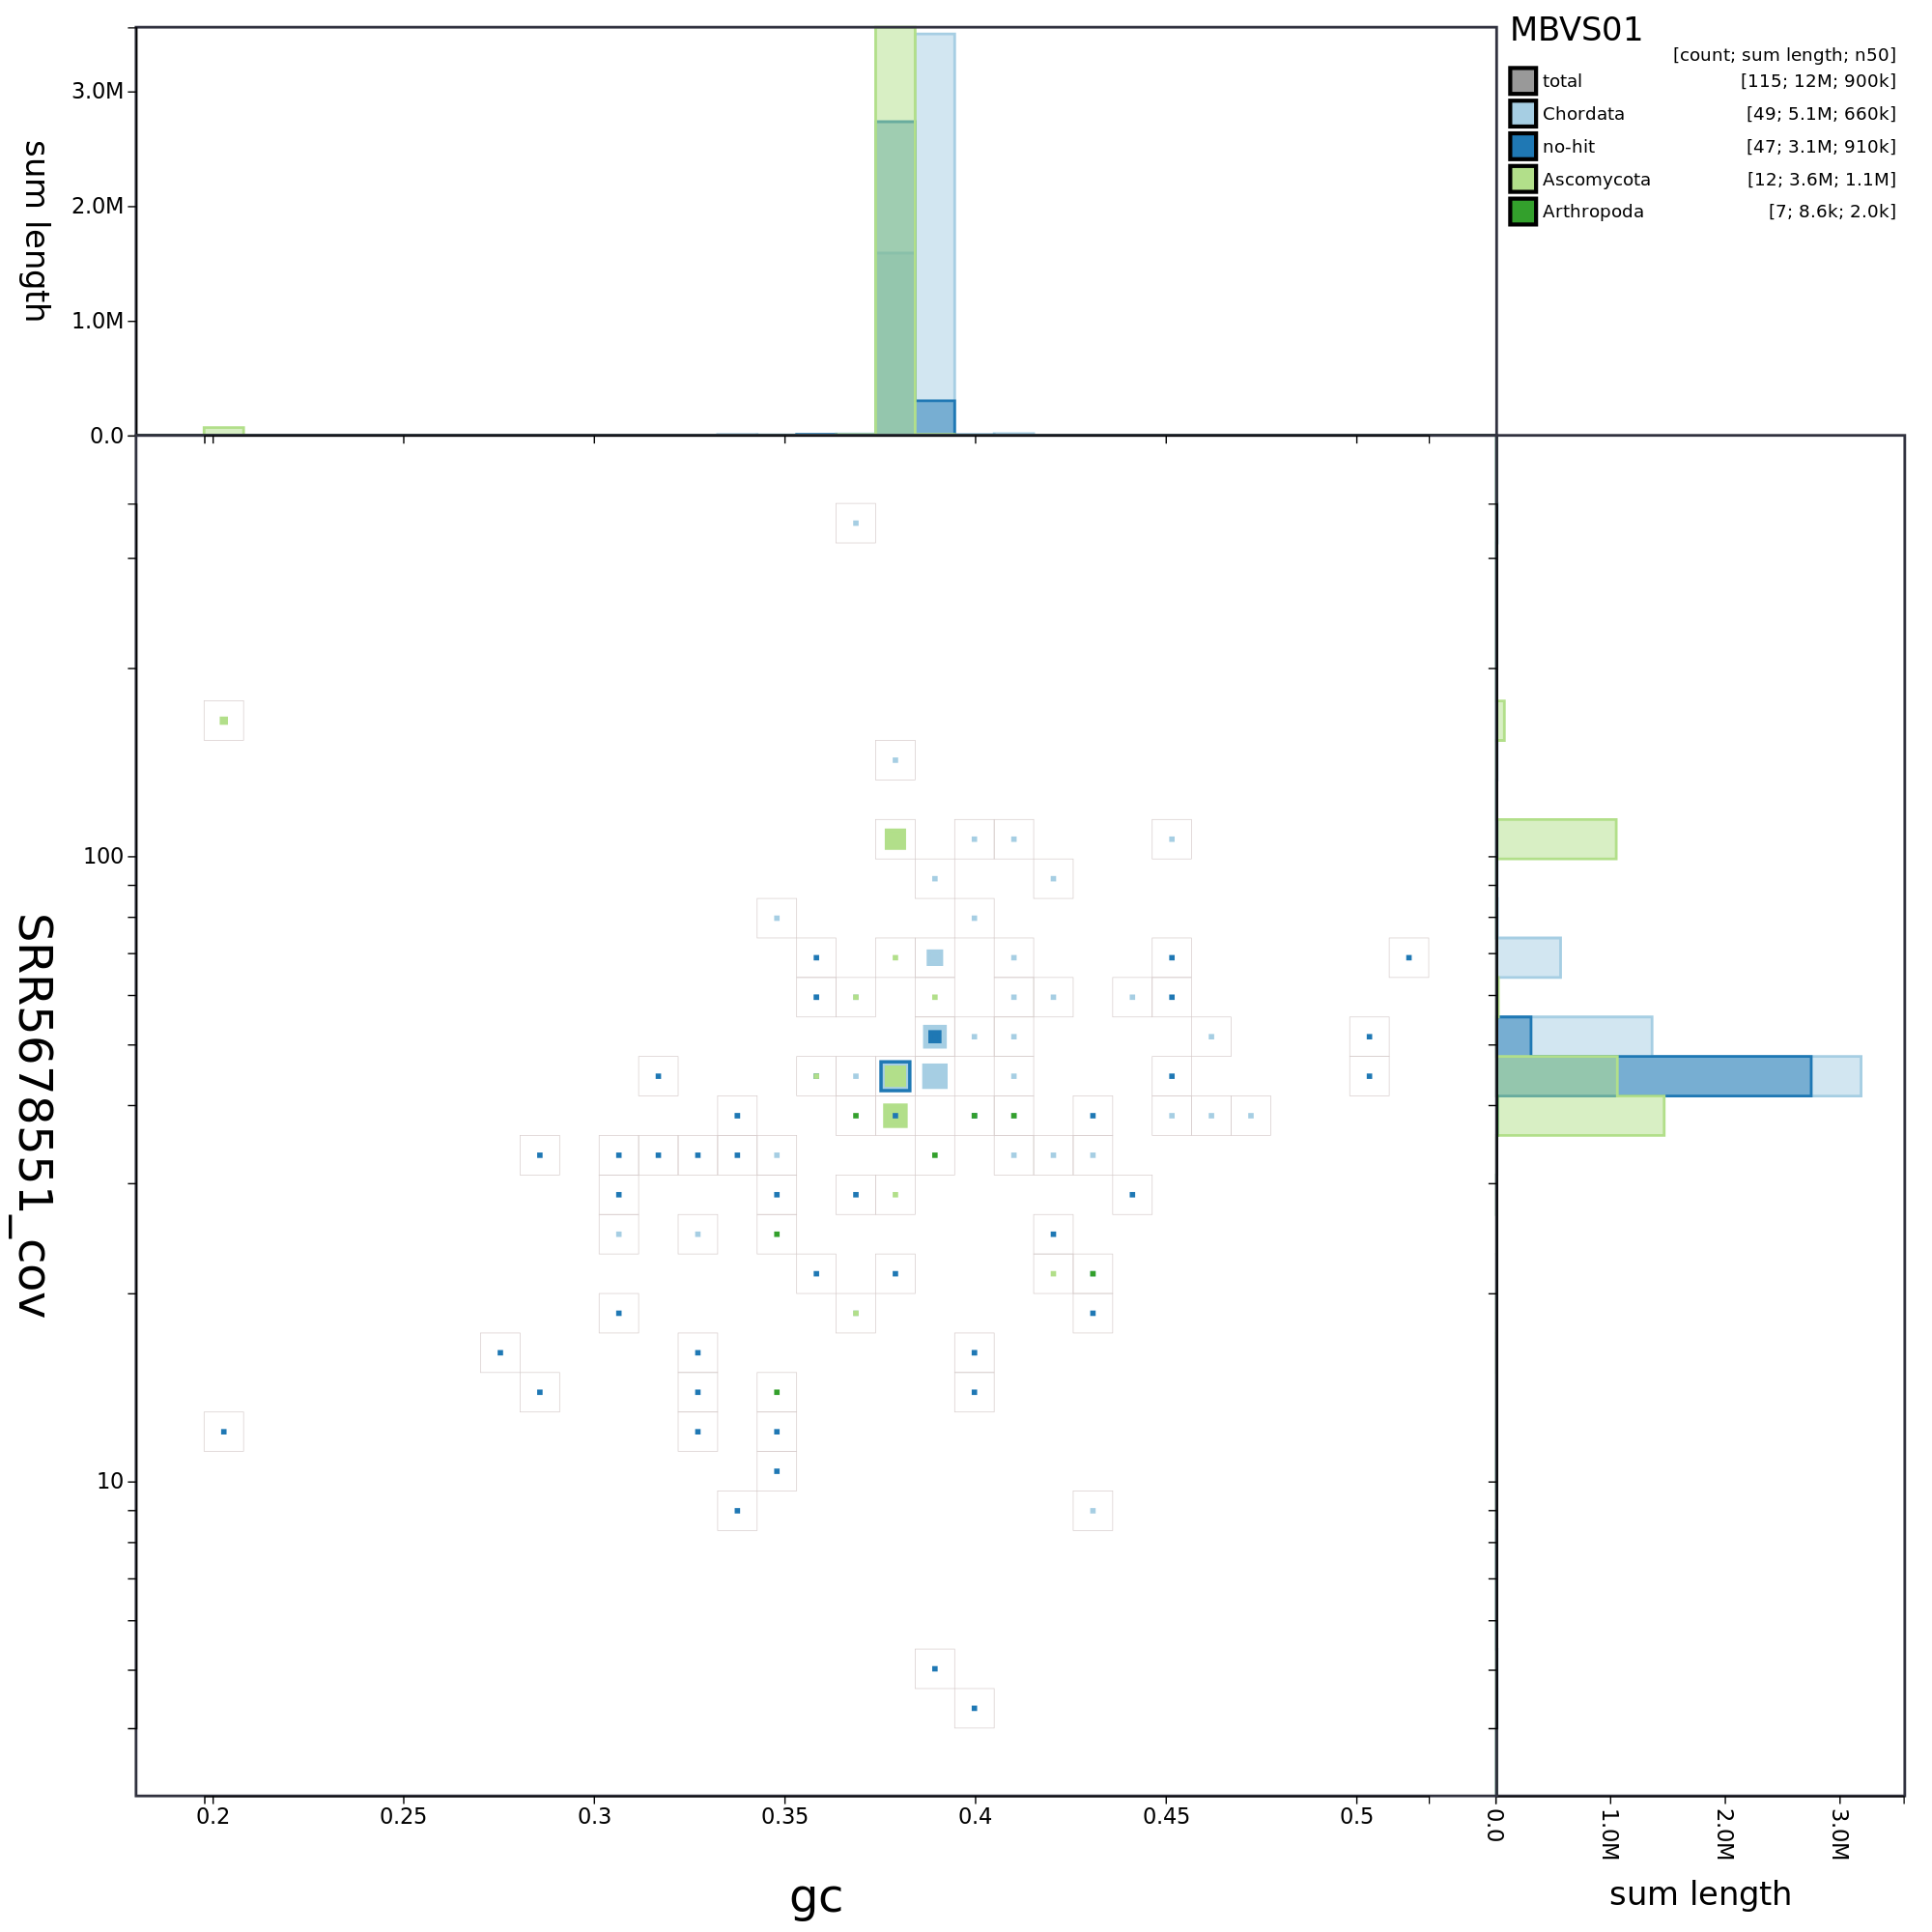 MBVS01
[count; sum length; n50]
total [115; 12M; 900k]
Chordata [49; 5.1M; 660k]
no-hit [47; 3.1M; 910k]
Ascomycota [12; 3.6M; 1.1M]
Arthropoda [7; 8.6k; 2.0k]
sum length
3.0M
2.0M
1.0M
0.0
SRR5678551_cov
100
10
0.2 0.25 0.3 0.35 0.4 0.45 0.5
gc
0.0 1.0M 2.0M 3.0M
sum length